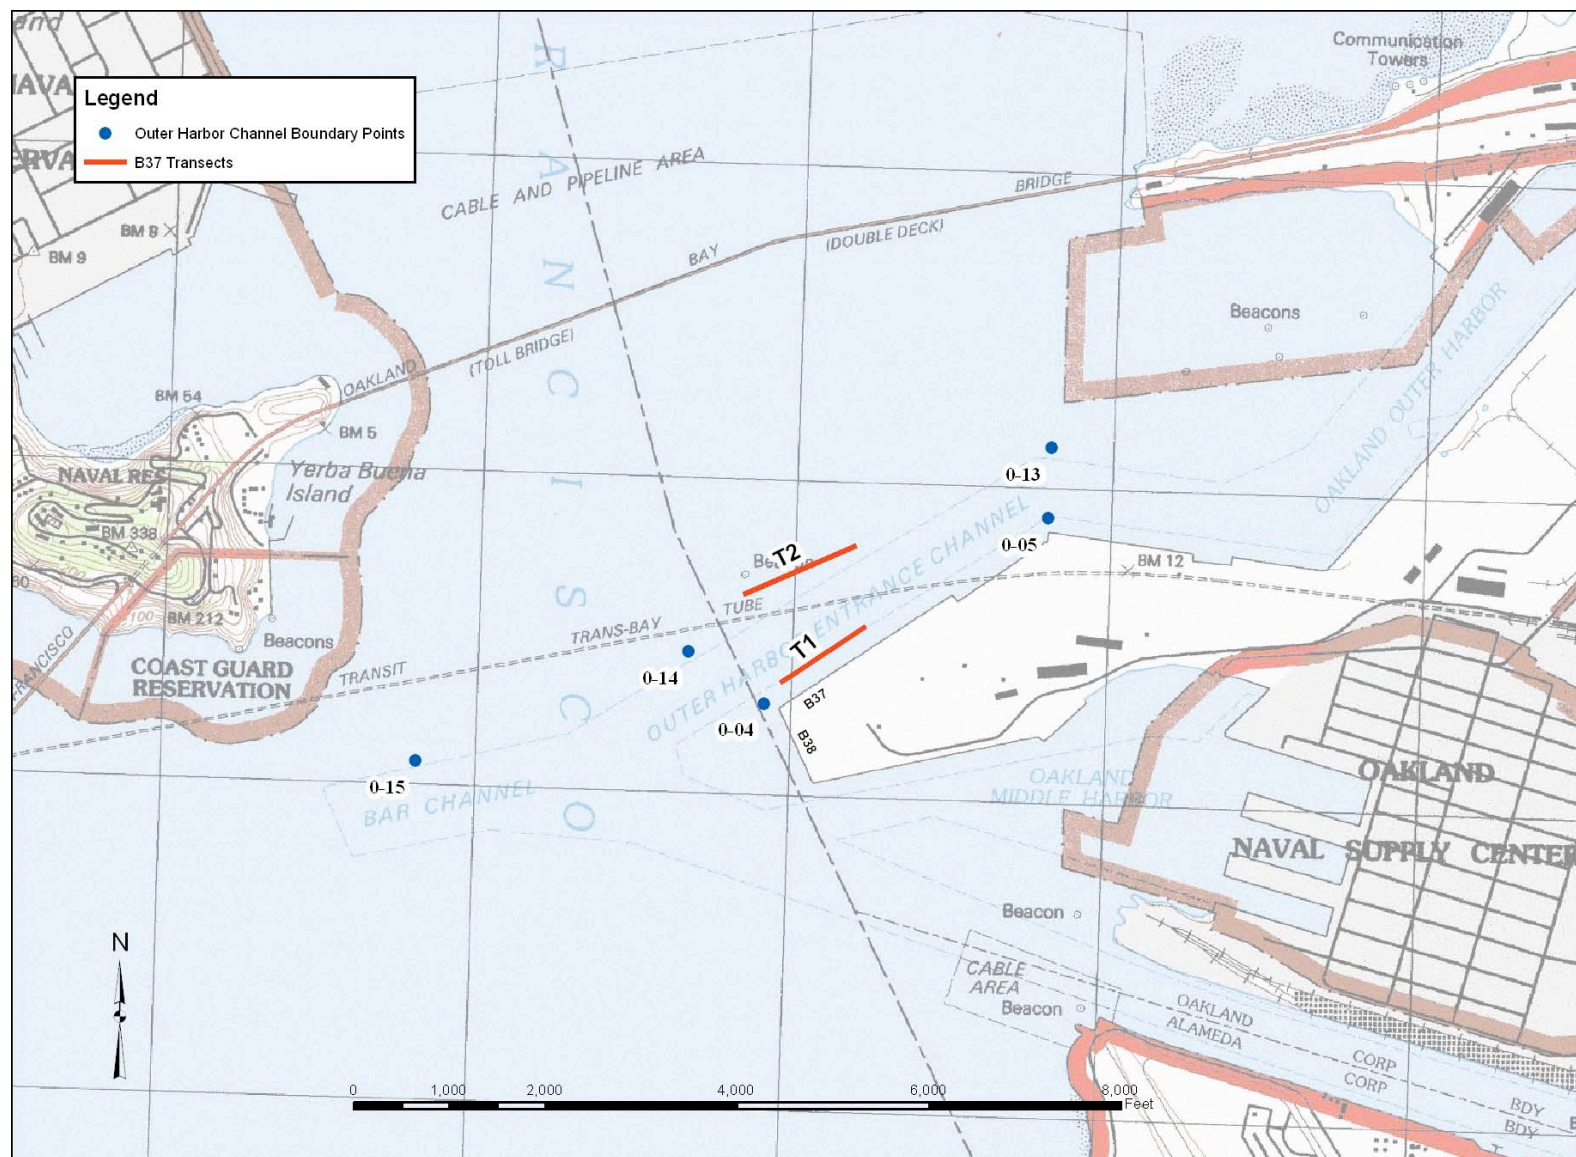 Legend
Outer Harbor Channel Boundary Points
B37 Transects
Communication
Towers
R
A
N
C
I
S
C
O
CABLE AND PIPELINE AREA
BRIDGE
(DOUBLE DECK)
BAY
(TOLL BRIDGE)
OAKLAND
BM 8
BM 9
BM 54
BM 5
NAVAL RES
Yerba Buena
Island
BM 338
BM 212
100
Beacons
COAST GUARD
RESERVATION
FRANCISCO
TRANSIT
TRANS-BAY
TUBE
Beacons
OAKLAND OUTER HARBOR
0-13
0-05
T2
T1
BM 12
OUTER HARBOR ENTRANCE CHANNEL
0-14
0-04
0-15
B37
B38
BAR CHANNEL
OAKLAND
MIDDLE HARBOR
OAKLAND
NAVAL SUPPLY CENTER
Beacon
CABLE
AREA
Beacon
OAKLAND
ALAMEDA
CORP
CORP
BDY
BDY
N
0 1,000 2,000 4,000 6,000 8,000
Feet